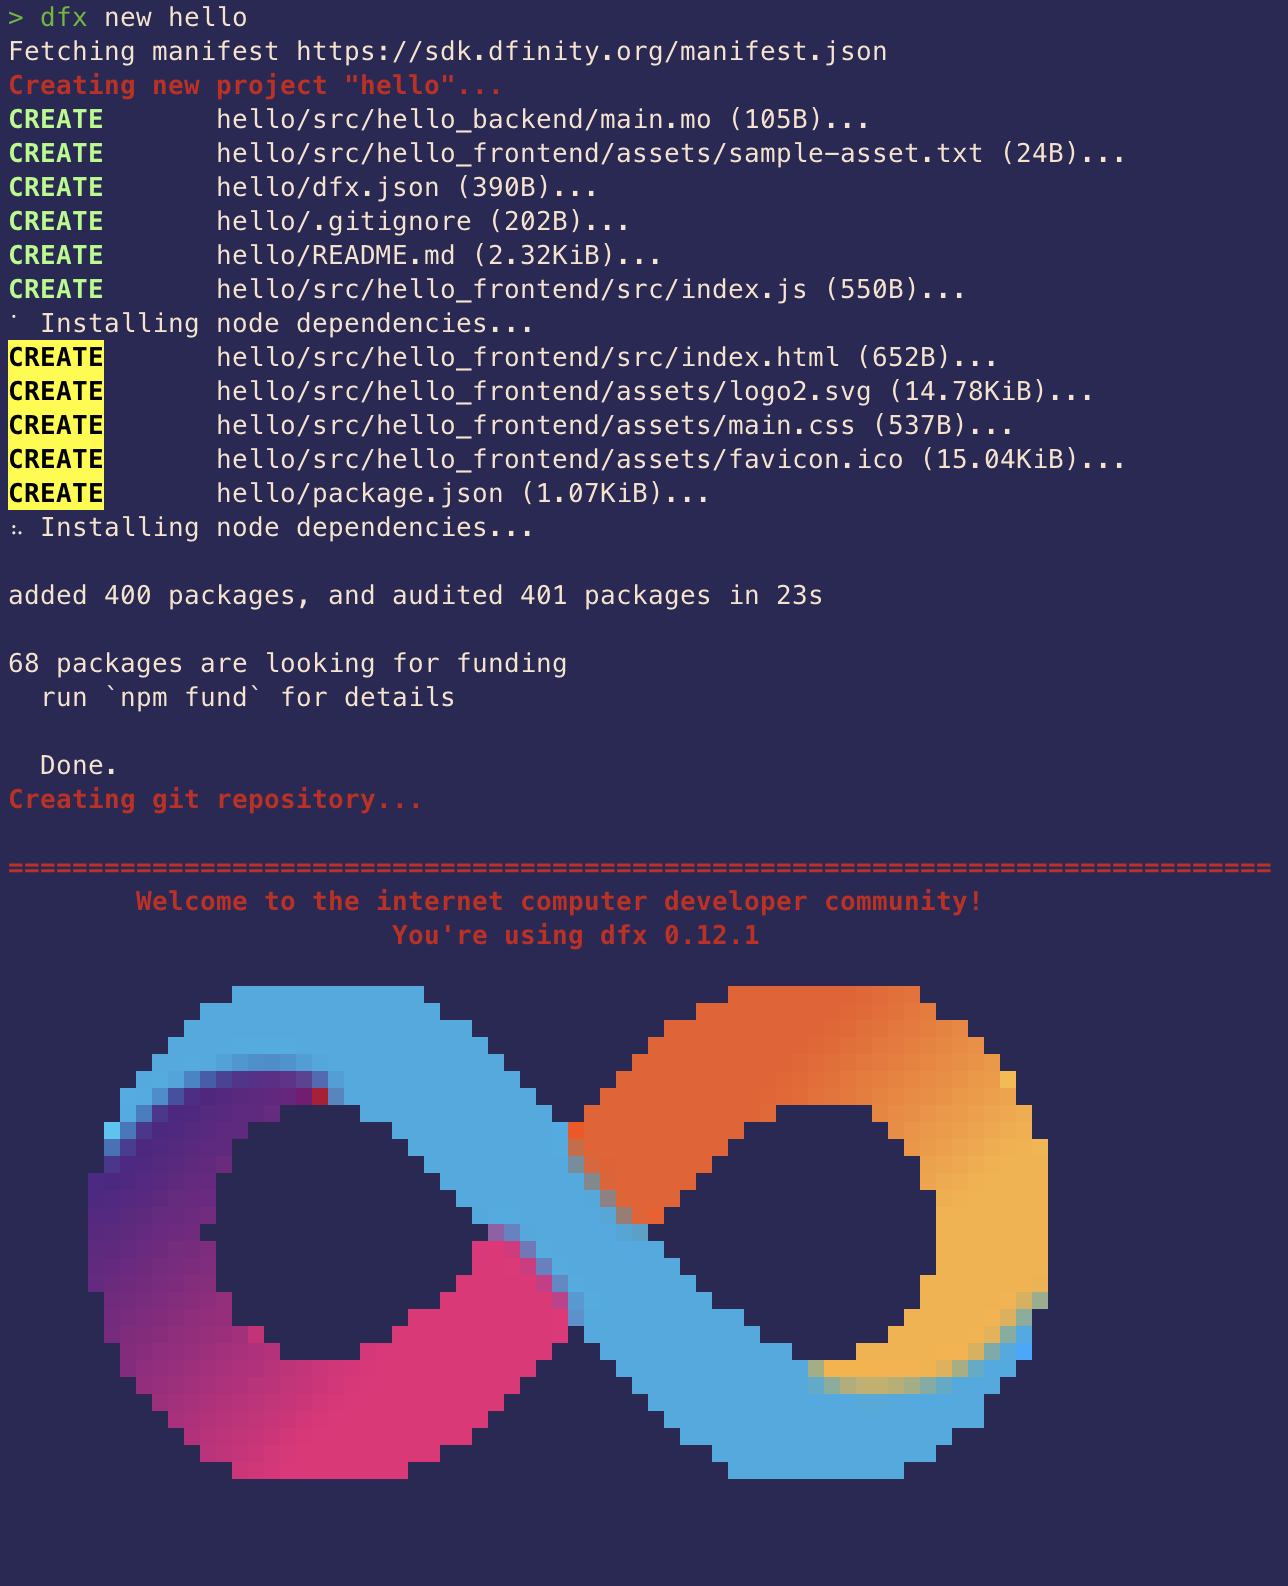 > dfx new hello
Fetching manifest https://sdk.dfinity.org/manifest.json
Creating new project "hello"...
CREATE       hello/src/hello_backend/main.mo (105B)...
CREATE       hello/src/hello_frontend/assets/sample-asset.txt (24B)...
CREATE       hello/dfx.json (390B)...
CREATE       hello/.gitignore (202B)...
CREATE       hello/README.md (2.32KiB)...
CREATE       hello/src/hello_frontend/src/index.js (550B)...
⠁ Installing node dependencies...
CREATE       hello/src/hello_frontend/src/index.html (652B)...
CREATE       hello/src/hello_frontend/assets/logo2.svg (14.78KiB)...
CREATE       hello/src/hello_frontend/assets/main.css (537B)...
CREATE       hello/src/hello_frontend/assets/favicon.ico (15.04KiB)...
CREATE       hello/package.json (1.07KiB)...
⢢ Installing node dependencies...
added 400 packages, and audited 401 packages in 23s
68 packages are looking for funding
  run `npm fund` for details
  Done.
Creating git repository...
===============================================================================
        Welcome to the internet computer developer community!
                        You're using dfx 0.12.1